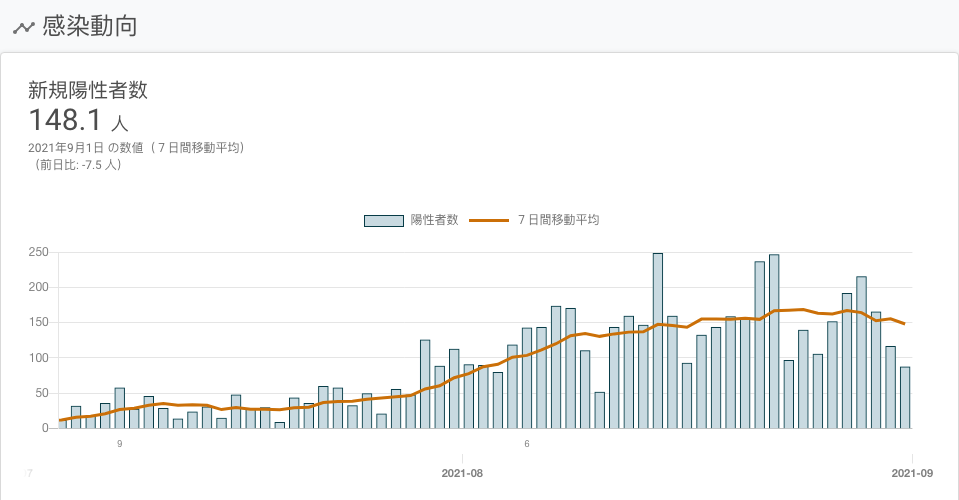 感染動向
新規陽性者数
148.1 人
2021年9月1日 の数値（７日間移動平均）
（前日比: -7.5 人）
陽性者数
７日間移動平均
250
200
150
100
50
0
9
6
7
2021-08
2021-09